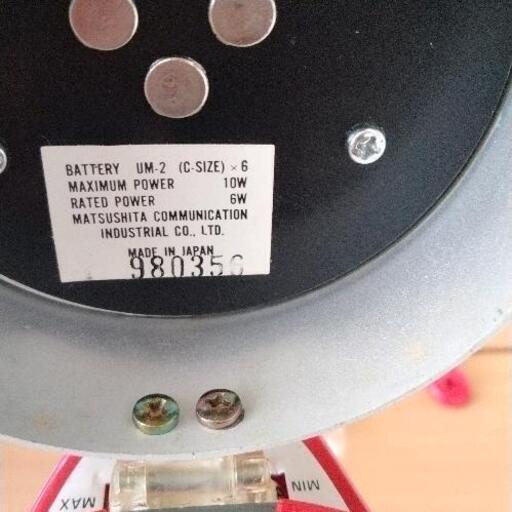 BATTERY UM-2 (C-SIZE) × 6
MAXIMUM POWER 10W
RATED POWER 6W
MATSUSHITA COMMUNICATION
INDUSTRIAL CO., LTD.
MADE IN JAPAN
980356
MAX
MIN